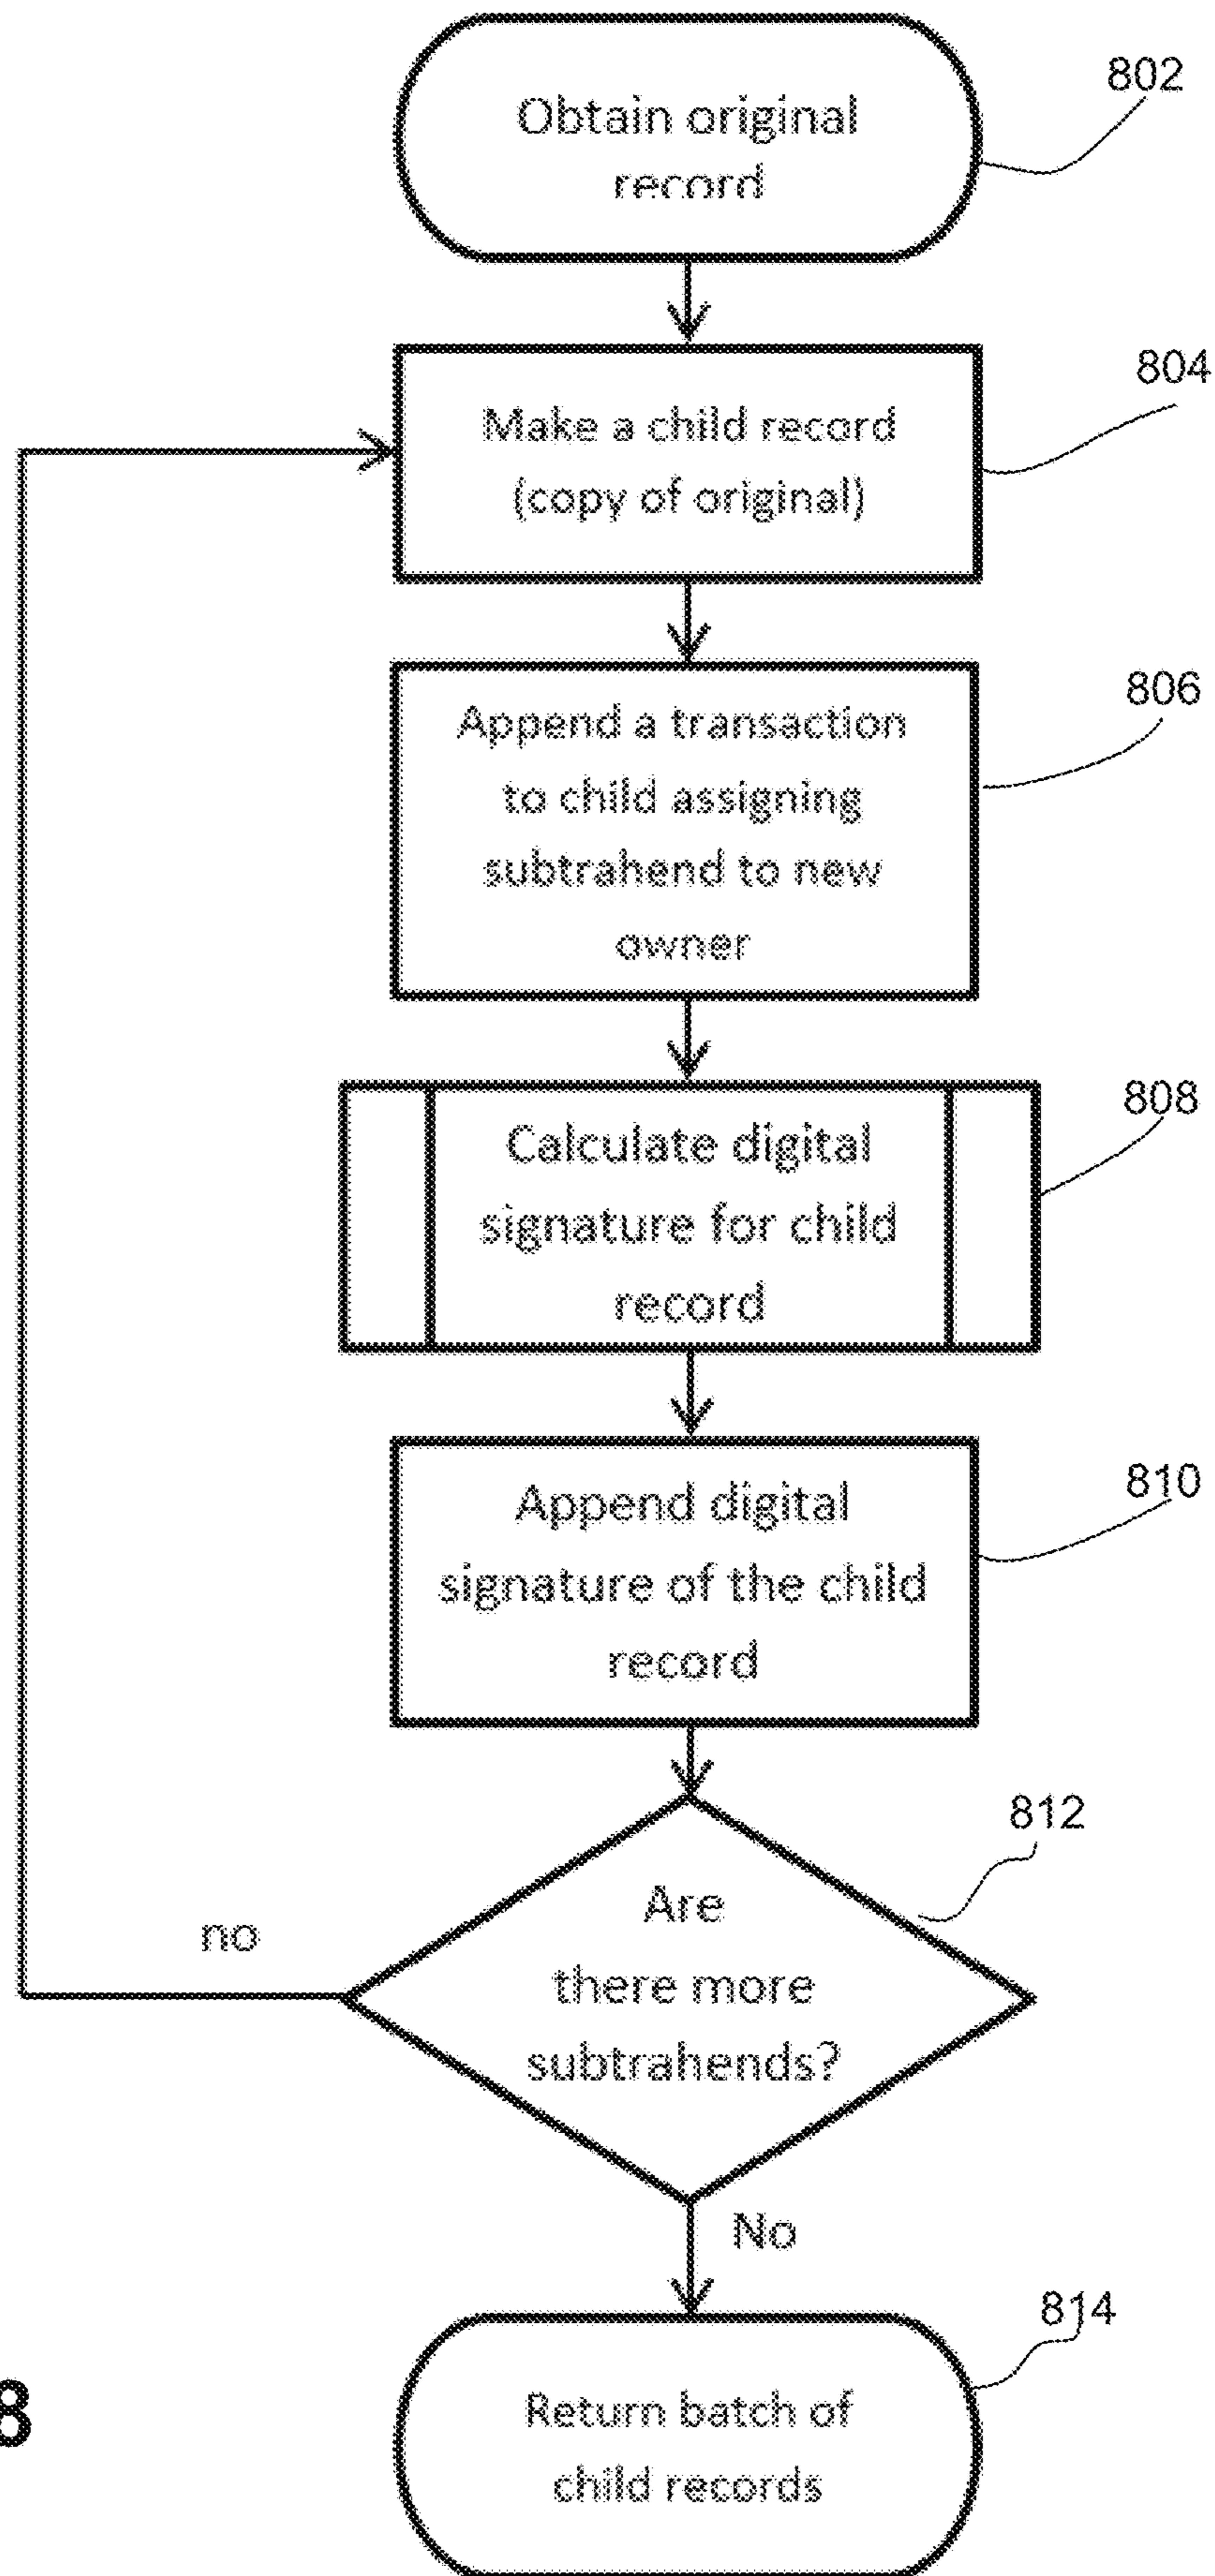 Obtain original
record
802
Make a child record
(copy of original)
804
Append a transaction
to child assigning
subtrahend to new
owner
806
Calculate digital
signature for child
record
808
Append digital
signature of the child
record
810
Are
there more
subtrahends?
812
no
No
Return batch of
child records
814
8